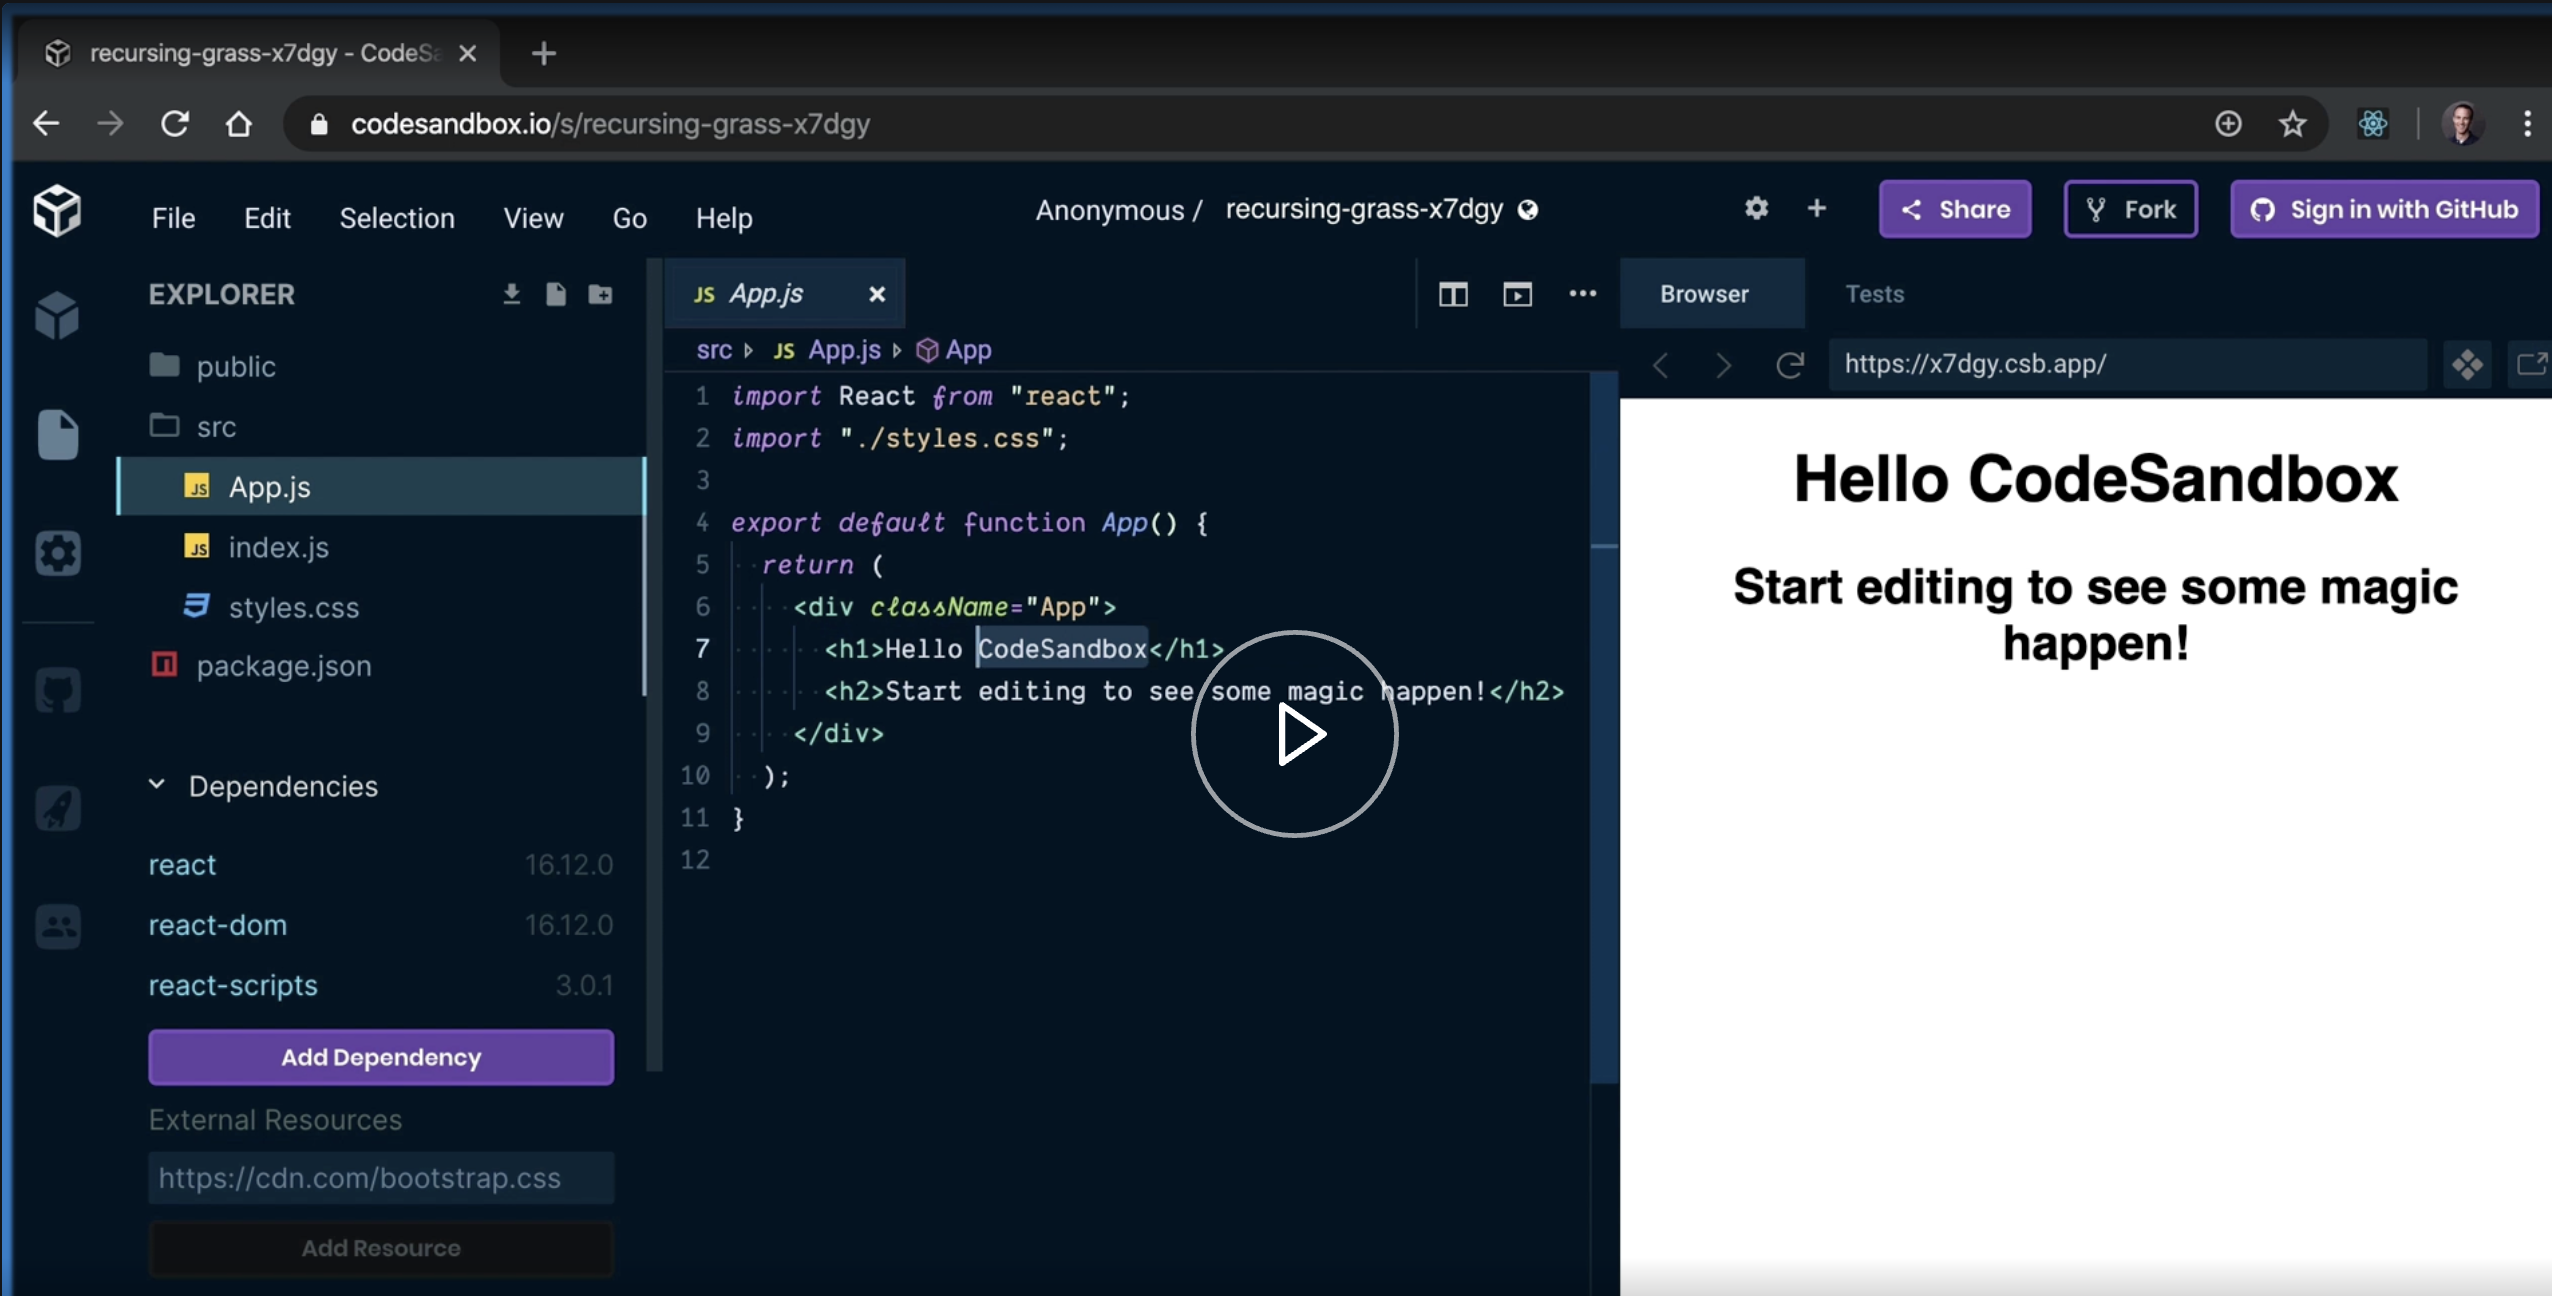 recursing-grass-x7dgy - CodeSa
codesandbox.io/s/recursing-grass-x7dgy
File Edit Selection View Go Help
Anonymous / recursing-grass-x7dgy
Share Fork Sign in with GitHub
EXPLORER
public
src
JS App.js
JS index.js
styles.css
package.json
Dependencies
react 16.12.0
react-dom 16.12.0
react-scripts 3.0.1
Add Dependency
External Resources
https://cdn.com/bootstrap.css
Add Resource
JS App.js
src JS App.js App
1 import React from "react";
2 import "./styles.css";
3
4 export default function App() {
5 return (
6 <div className="App">
7 <h1>Hello CodeSandbox</h1>
8 <h2>Start editing to see some magic happen!</h2>
9 </div>
10 );
11 }
12
Browser Tests
https://x7dgy.csb.app/
Hello CodeSandbox
Start editing to see some magic
happen!